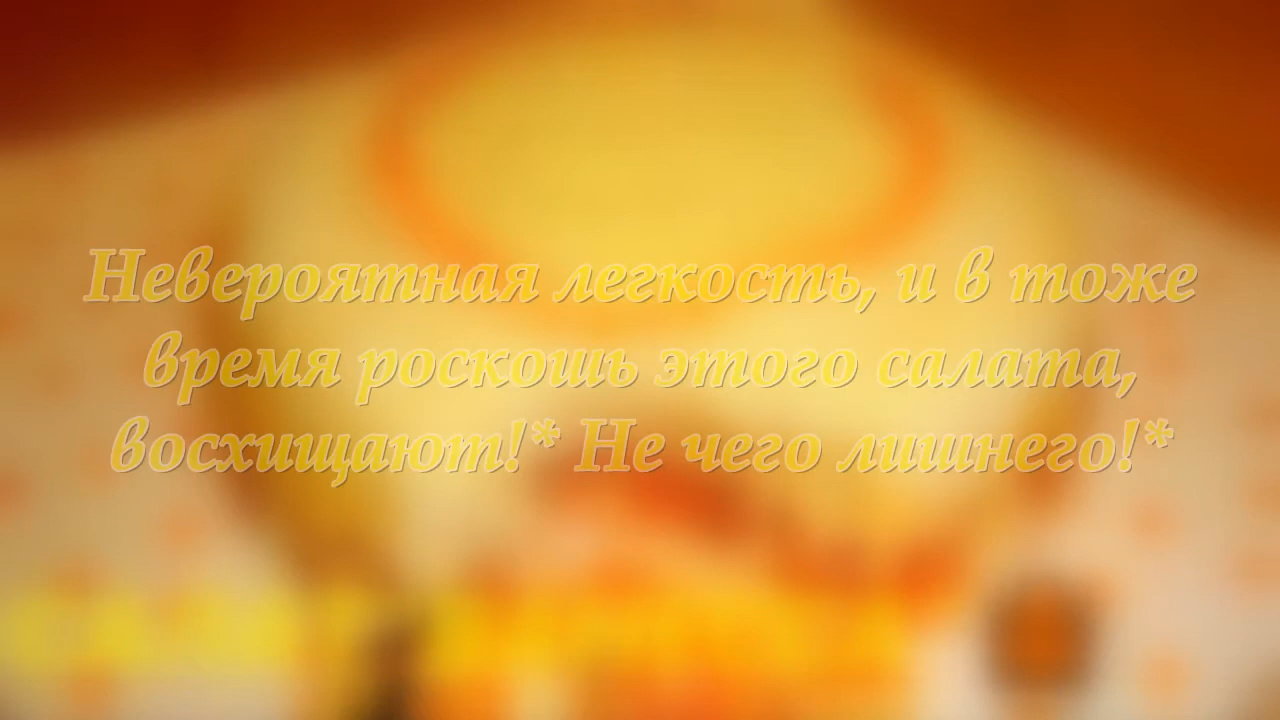 Невероятная легкость, и в тоже
время роскошь этого салата,
восхищают!* Не чего лишнего!*